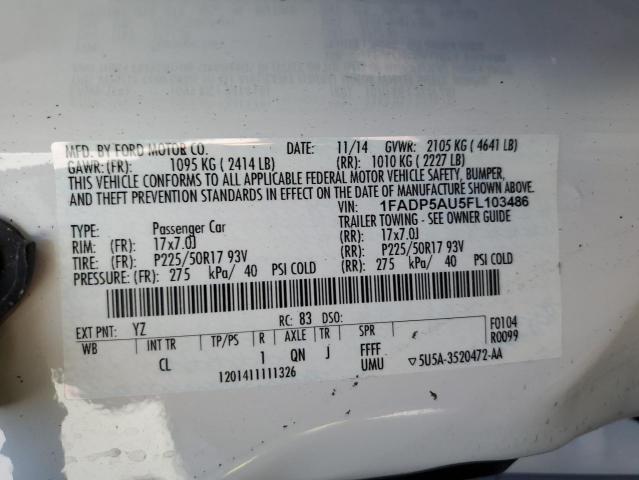 MFD. BY FORD MOTOR CO. DATE: 11/14 GVWR: 2105 KG ( 4641 LB)
GAWR: (FR): 1095 KG ( 2414 LB) (RR): 1010 KG ( 2227 LB)
THIS VEHICLE CONFORMS TO ALL APPLICABLE FEDERAL MOTOR VEHICLE SAFETY, BUMPER,
AND THEFT PREVENTION STANDARDS IN EFFECT ON THE DATE OF MANUFACTURE SHOWN ABOVE.
VIN: 1FADP5AU5FL103486
TYPE: Passenger Car TRAILER TOWING - SEE OWNER GUIDE
RIM: (FR): 17x7.0J (RR): 17x7.0J
TIRE: (FR): P225/50R17 93V (RR): P225/50R17 93V
PRESSURE: (FR): 275 kPa/ 40 PSI COLD (RR): 275 kPa/ 40 PSI COLD
EXT PNT: YZ RC: 83 DSO: F0104
WB INT TR TP/PS R AXLE TR SPR R0099
CL 1 QN J FFFF
1201411111326 UMU ▽5U5A-3520472-AA